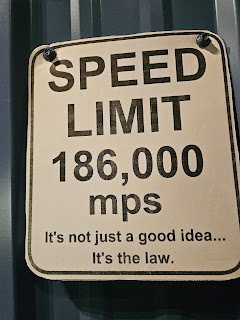 SPEED
LIMIT
186,000
mps
It's not just a good idea...
It's the law.